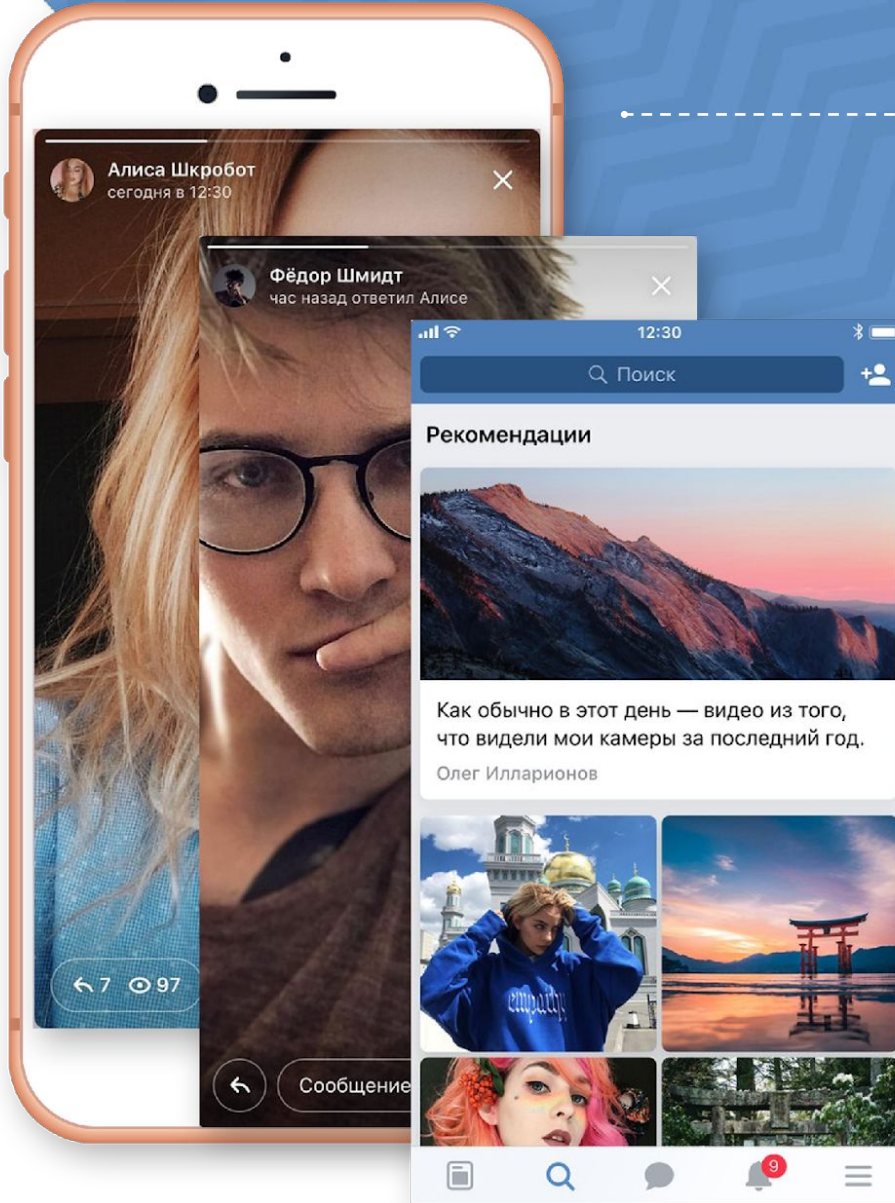 Алиса Шкробот
сегодня в 12:30
Фёдор Шмидт
час назад ответил Алисе
12:30
Поиск
Рекомендации
Как обычно в этот день — видео из того,
что видели мои камеры за последний год.
Олег Илларионов
empathy
7 97
Сообщение
9